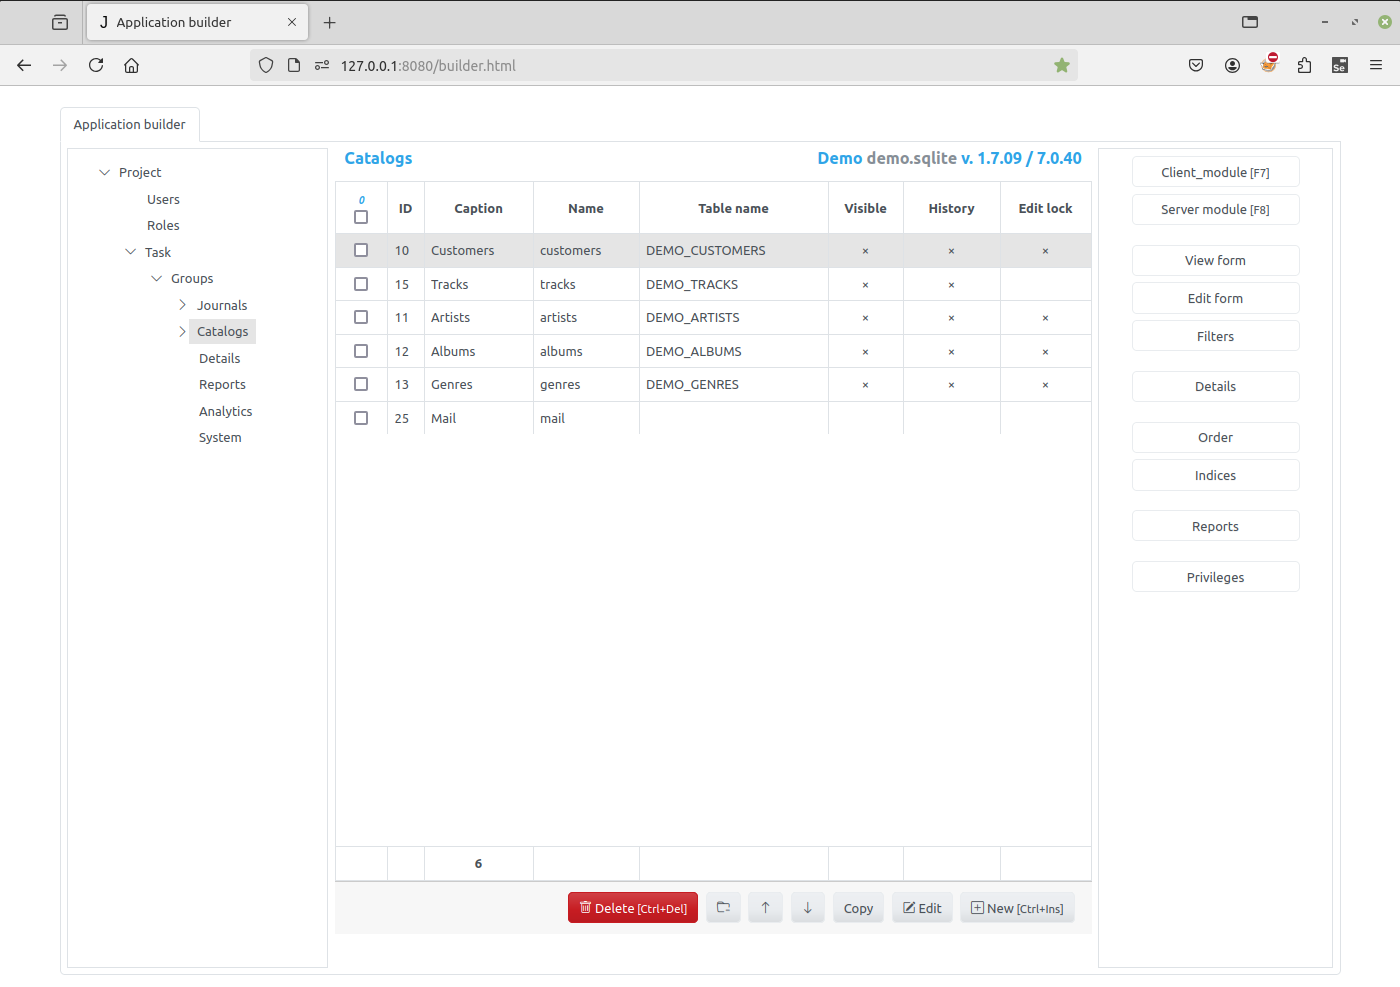 J Application builder
127.0.0.1:8080/builder.html
Se
Application builder
Project
Users
Roles
Task
Groups
Journals
Catalogs
Details
Reports
Analytics
System
Catalogs
Demo demo.sqlite v. 1.7.09 / 7.0.40
0 ID Caption Name Table name Visible History Edit lock
10 Customers customers DEMO_CUSTOMERS × × ×
15 Tracks tracks DEMO_TRACKS × ×
11 Artists artists DEMO_ARTISTS × × ×
12 Albums albums DEMO_ALBUMS × × ×
13 Genres genres DEMO_GENRES × × ×
25 Mail mail
6
Delete [Ctrl+Del] ↑ ↓ Copy Edit New [Ctrl+Ins]
Client_module [F7]
Server module [F8]
View form
Edit form
Filters
Details
Order
Indices
Reports
Privileges